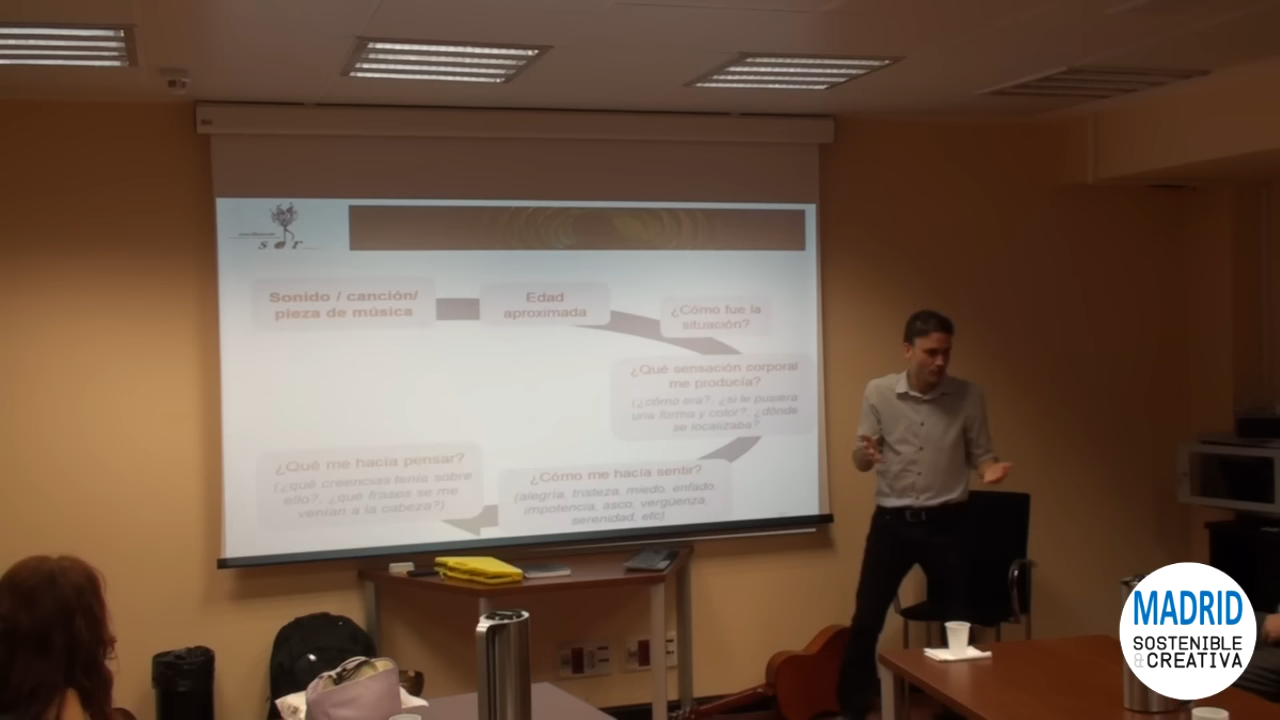 s r
Sonido / canción/
pieza de música
Edad
aproximada
¿Cómo fue la
situación?
¿Qué sensación corporal
me producía?
(¿cómo era?, ¿si le pusiera
una forma y color?, ¿dónde
se localizaba?
¿Cómo me hacía sentir?
(alegría, tristeza, miedo, enfado,
impotencia, asco, vergüenza,
serenidad, etc)
¿Qué me hacía pensar?
(¿qué creencias tenía sobre
ello?, ¿qué frases se me
venían a la cabeza?)
MADRID
SOSTENIBLE
&CREATIVA